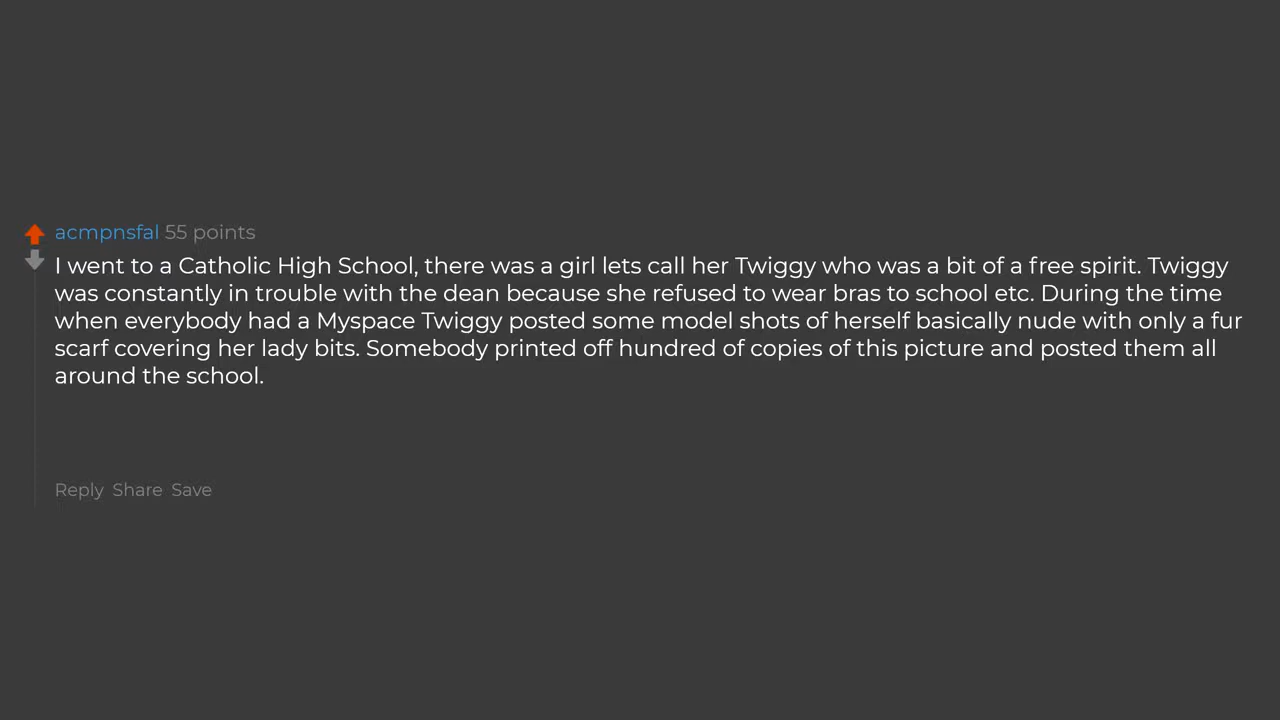 acmpnsfal 55 points
I went to a Catholic High School, there was a girl lets call her Twiggy who was a bit of a free spirit. Twiggy
was constantly in trouble with the dean because she refused to wear bras to school etc. During the time
when everybody had a Myspace Twiggy posted some model shots of herself basically nude with only a fur
scarf covering her lady bits. Somebody printed off hundred of copies of this picture and posted them all
around the school.
Reply Share Save